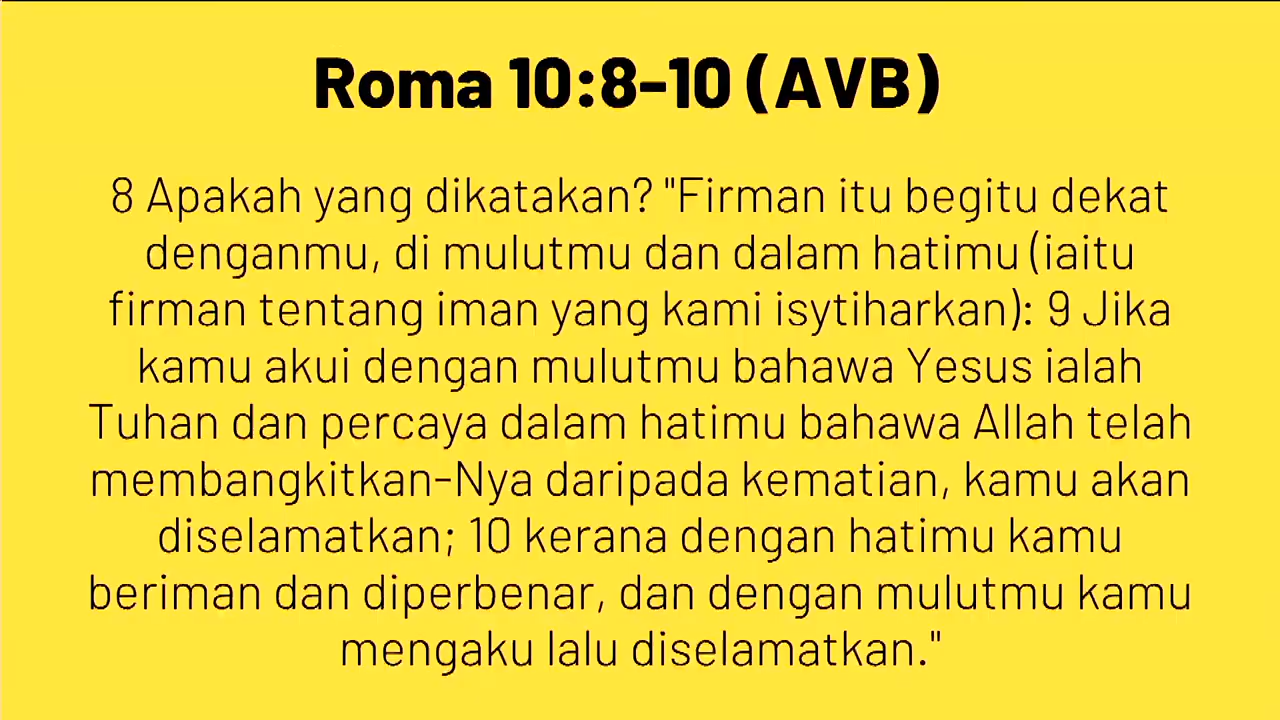 Roma 10:8-10 (AVB)
8 Apakah yang dikatakan? "Firman itu begitu dekat
denganmu, di mulutmu dan dalam hatimu (iaitu
firman tentang iman yang kami isytiharkan): 9 Jika
kamu akui dengan mulutmu bahawa Yesus ialah
Tuhan dan percaya dalam hatimu bahawa Allah telah
membangkitkan-Nya daripada kematian, kamu akan
diselamatkan; 10 kerana dengan hatimu kamu
beriman dan diperbenar, dan dengan mulutmu kamu
mengaku lalu diselamatkan."